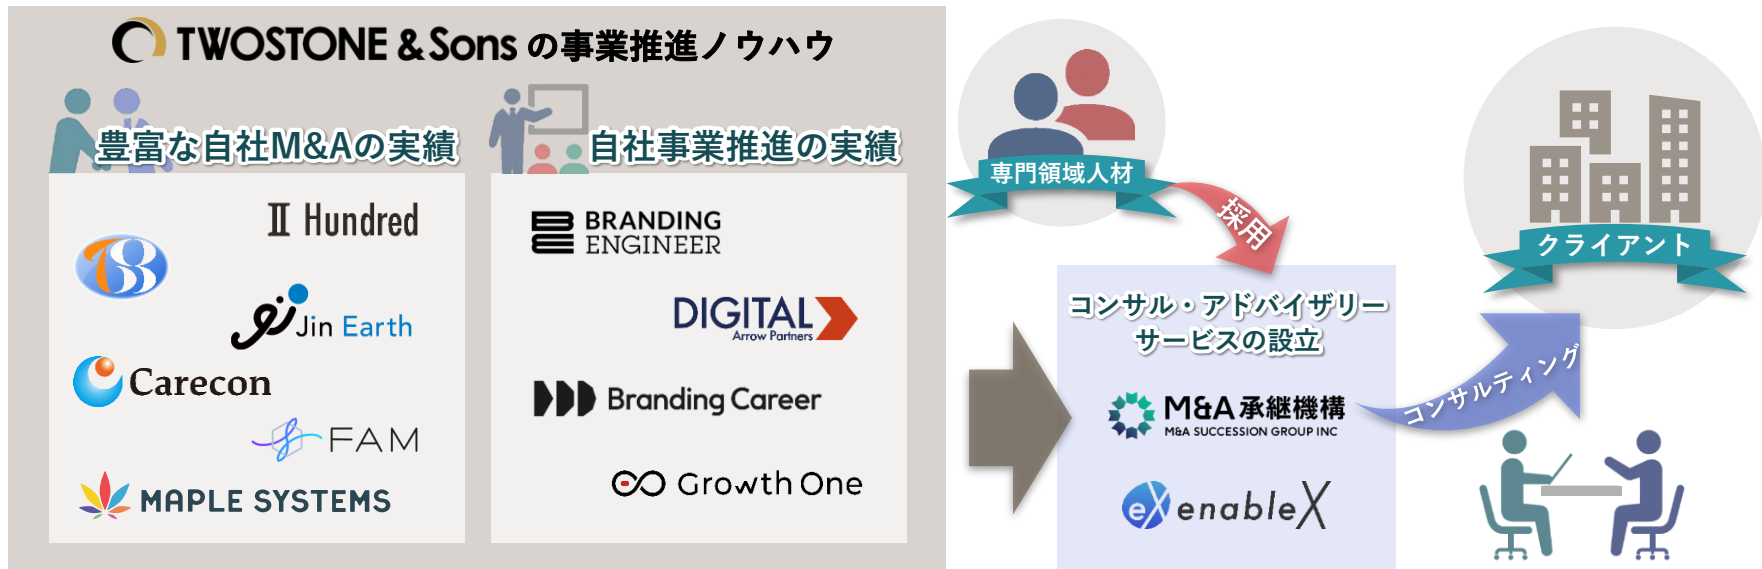 TWOSTONE & Sons の事業推進ノウハウ
豊富な自社M&Aの実績
II Hundred
Jin Earth
Carecon
FAM
MAPLE SYSTEMS
自社事業推進の実績
BRANDING
ENGINEER
DIGITAL
Arrow Partners
Branding Career
Growth One
専門領域人材
採用
コンサル・アドバイザリー
サービスの設立
M&A 承継機構
M&A SUCCESSION GROUP INC
eX enableX
コンサルティング
クライアント